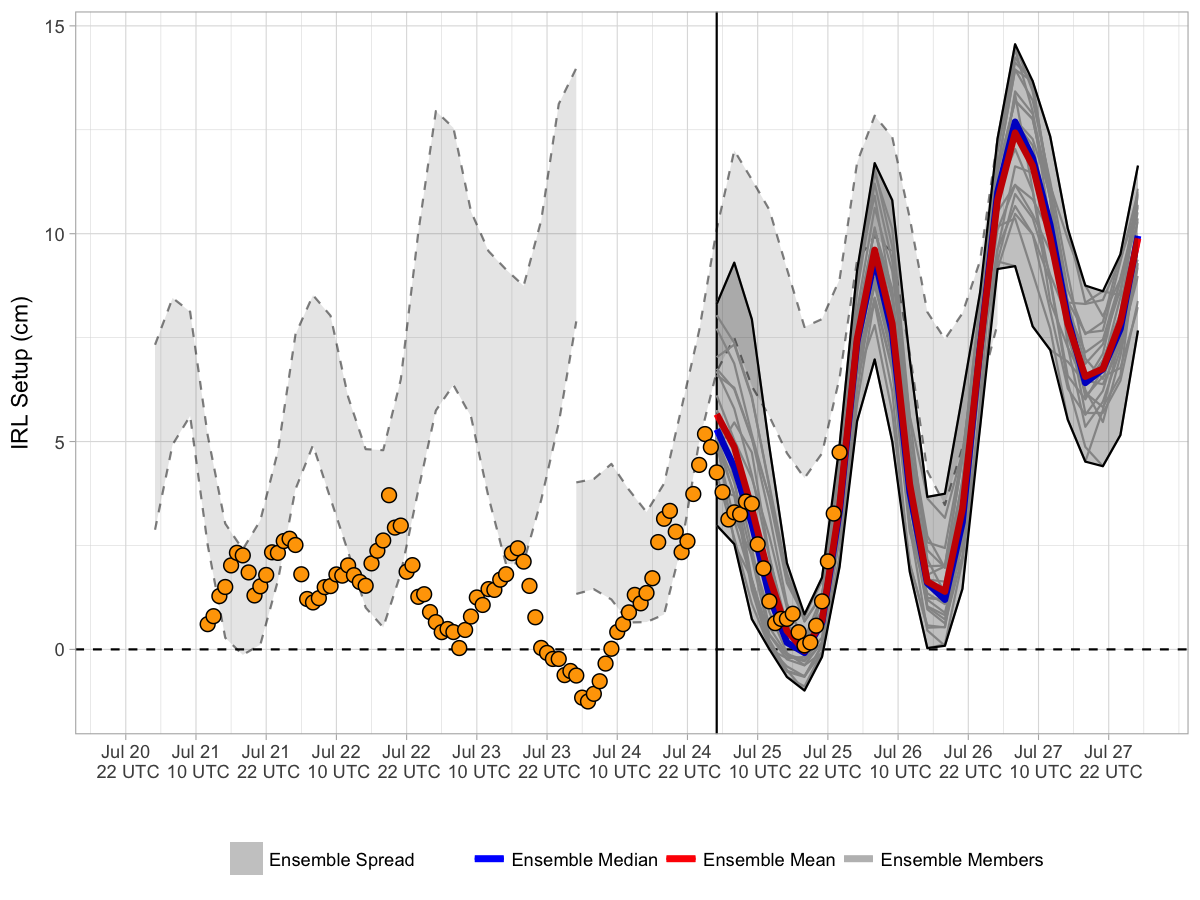 IRL Setup (cm)
15
10
5
0
Jul 20 Jul 21 Jul 21 Jul 22 Jul 22 Jul 23 Jul 23 Jul 24 Jul 24 Jul 25 Jul 25 Jul 26 Jul 26 Jul 27 Jul 27
22 UTC 10 UTC 22 UTC 10 UTC 22 UTC 10 UTC 22 UTC 10 UTC 22 UTC 10 UTC 22 UTC 10 UTC 22 UTC 10 UTC 22 UTC
Ensemble Spread Ensemble Median Ensemble Mean Ensemble Members